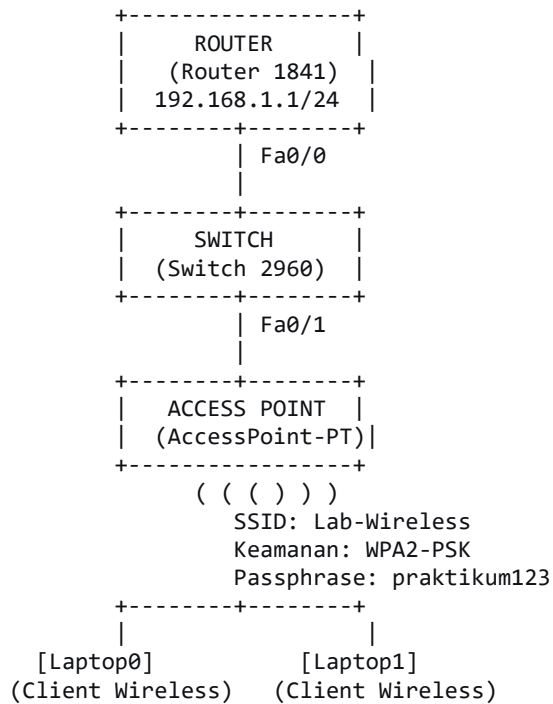 ROUTER
(Router 1841)
192.168.1.1/24
Fa0/0
SWITCH
(Switch 2960)
Fa0/1
ACCESS POINT
(AccessPoint-PT)
( ( ( ) ) )
SSID: Lab-Wireless
Keamanan: WPA2-PSK
Passphrase: praktikum123
[Laptop0] [Laptop1]
(Client Wireless) (Client Wireless)